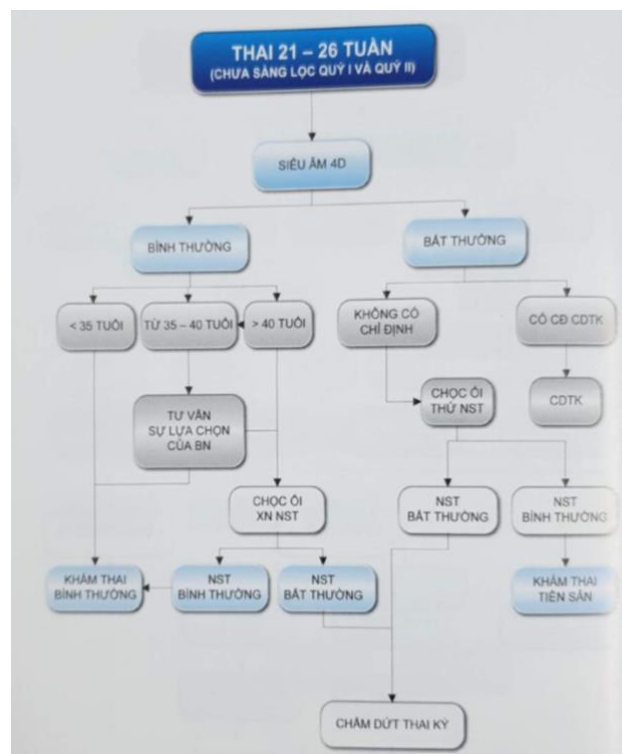 THAI 21 – 26 TUẦN
(CHƯA SÀNG LỌC QUÝ I VÀ QUÝ II)
SIÊU ÂM 4D
BÌNH THƯỜNG
BẤT THƯỜNG
< 35 TUỔI
TỪ 35 – 40 TUỔI
> 40 TUỔI
KHÔNG CÓ
CHỈ ĐỊNH
CÓ CĐ CDTK
TƯ VẤN
SỰ LỰA CHỌN
CỦA BN
CHỌC ỐI
THỬ NST
CDTK
CHỌC ỐI
XN NST
NST
BẤT THƯỜNG
NST
BÌNH THƯỜNG
KHÁM THAI
BÌNH THƯỜNG
NST
BÌNH THƯỜNG
NST
BẤT THƯỜNG
KHÁM THAI
TIỀN SẢN
CHẤM DỨT THAI KỲ